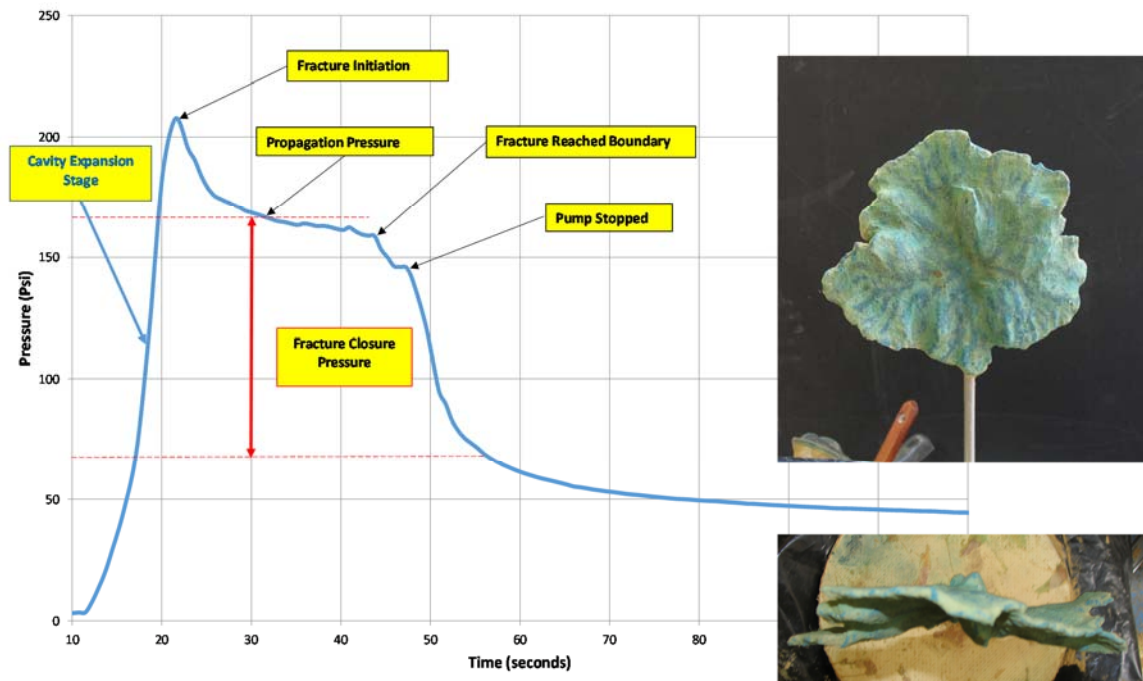 250
200
150
100
50
0
10
20
30
40
50
60
70
80
Pressure (Psi)
Time (seconds)
Fracture Initiation
Propagation Pressure
Fracture Reached Boundary
Cavity Expansion
Stage
Pump Stopped
Fracture Closure
Pressure